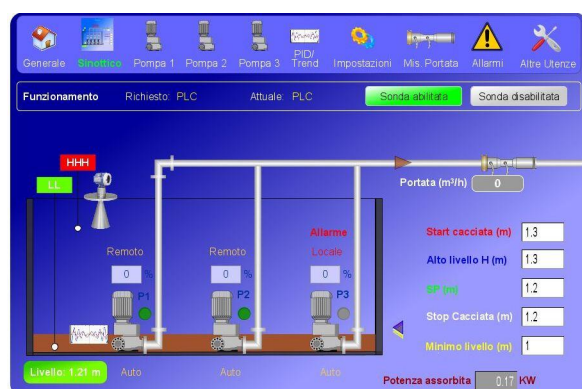 Generale Sinottico Pompa 1 Pompa 2 Pompa 3 PID/ Trend Impostazioni Mis. Portata Allarmi Altre Utenze
Funzionamento Richiesto: PLC Attuale: PLC Sonda abilitata Sonda disabilitata
HHH
LL
Portata (m³/h) 0
Allarme
Start cacciata (m) 1.3
Remoto Remoto Locale
Alto livello H (m) 1.3
0 % 0 % 0 %
P1 P2 P3
SP (m) 1.2
Stop Cacciata (m) 1.2
Minimo livello (m) 1
Livello: 1.21 m Auto Auto Auto
Potenza assorbita 0.17 KW